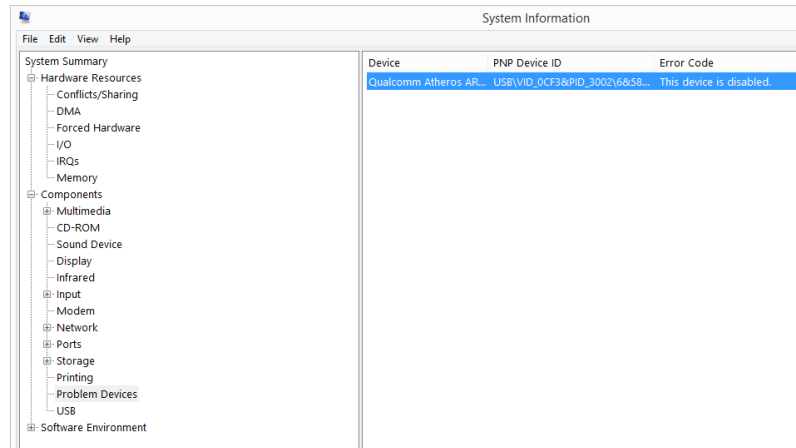 System Information
File Edit View Help
System Summary
Hardware Resources
Conflicts/Sharing
DMA
Forced Hardware
I/O
IRQs
Memory
Components
Multimedia
CD-ROM
Sound Device
Display
Infrared
Input
Modem
Network
Ports
Storage
Printing
Problem Devices
USB
Software Environment
Device PNP Device ID Error Code
Qualcomm Atheros AR... USB\VID_0CF3&PID_3002\6&58... This device is disabled.